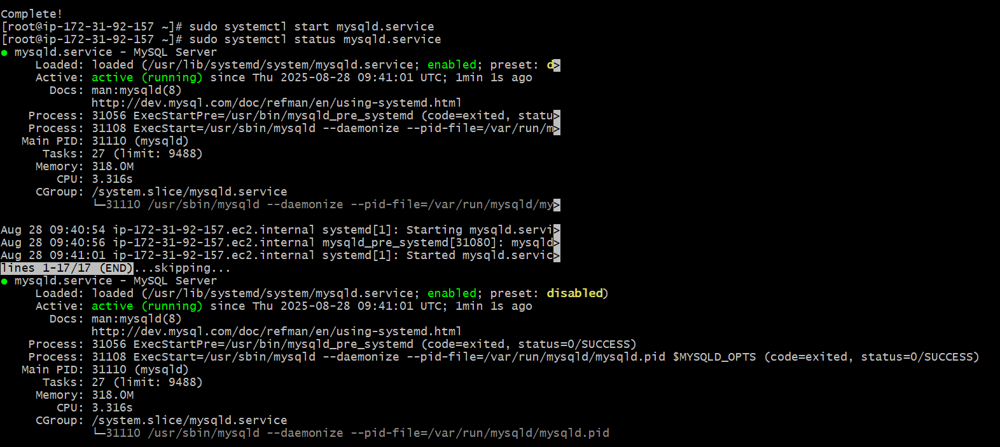 Complete!
[root@ip-172-31-92-157 ~]# sudo systemctl start mysqld.service
[root@ip-172-31-92-157 ~]# sudo systemctl status mysqld.service
● mysqld.service - MySQL Server
     Loaded: loaded (/usr/lib/systemd/system/mysqld.service; enabled; preset: d>
     Active: active (running) since Thu 2025-08-28 09:41:01 UTC; 1min 1s ago
       Docs: man:mysqld(8)
             http://dev.mysql.com/doc/refman/en/using-systemd.html
    Process: 31056 ExecStartPre=/usr/bin/mysqld_pre_systemd (code=exited, statu>
    Process: 31108 ExecStart=/usr/sbin/mysqld --daemonize --pid-file=/var/run/m>
   Main PID: 31110 (mysqld)
      Tasks: 27 (limit: 9488)
     Memory: 318.0M
        CPU: 3.316s
     CGroup: /system.slice/mysqld.service
             └─31110 /usr/sbin/mysqld --daemonize --pid-file=/var/run/mysqld/my>
Aug 28 09:40:54 ip-172-31-92-157.ec2.internal systemd[1]: Starting mysqld.servi>
Aug 28 09:40:56 ip-172-31-92-157.ec2.internal mysqld_pre_systemd[31080]: mysqld>
Aug 28 09:41:01 ip-172-31-92-157.ec2.internal systemd[1]: Started mysqld.servic>
lines 1-17/17 (END)...skipping...
● mysqld.service - MySQL Server
     Loaded: loaded (/usr/lib/systemd/system/mysqld.service; enabled; preset: disabled)
     Active: active (running) since Thu 2025-08-28 09:41:01 UTC; 1min 1s ago
       Docs: man:mysqld(8)
             http://dev.mysql.com/doc/refman/en/using-systemd.html
    Process: 31056 ExecStartPre=/usr/bin/mysqld_pre_systemd (code=exited, status=0/SUCCESS)
    Process: 31108 ExecStart=/usr/sbin/mysqld --daemonize --pid-file=/var/run/mysqld/mysqld.pid $MYSQLD_OPTS (code=exited, status=0/SUCCESS)
   Main PID: 31110 (mysqld)
      Tasks: 27 (limit: 9488)
     Memory: 318.0M
        CPU: 3.316s
     CGroup: /system.slice/mysqld.service
             └─31110 /usr/sbin/mysqld --daemonize --pid-file=/var/run/mysqld/mysqld.pid